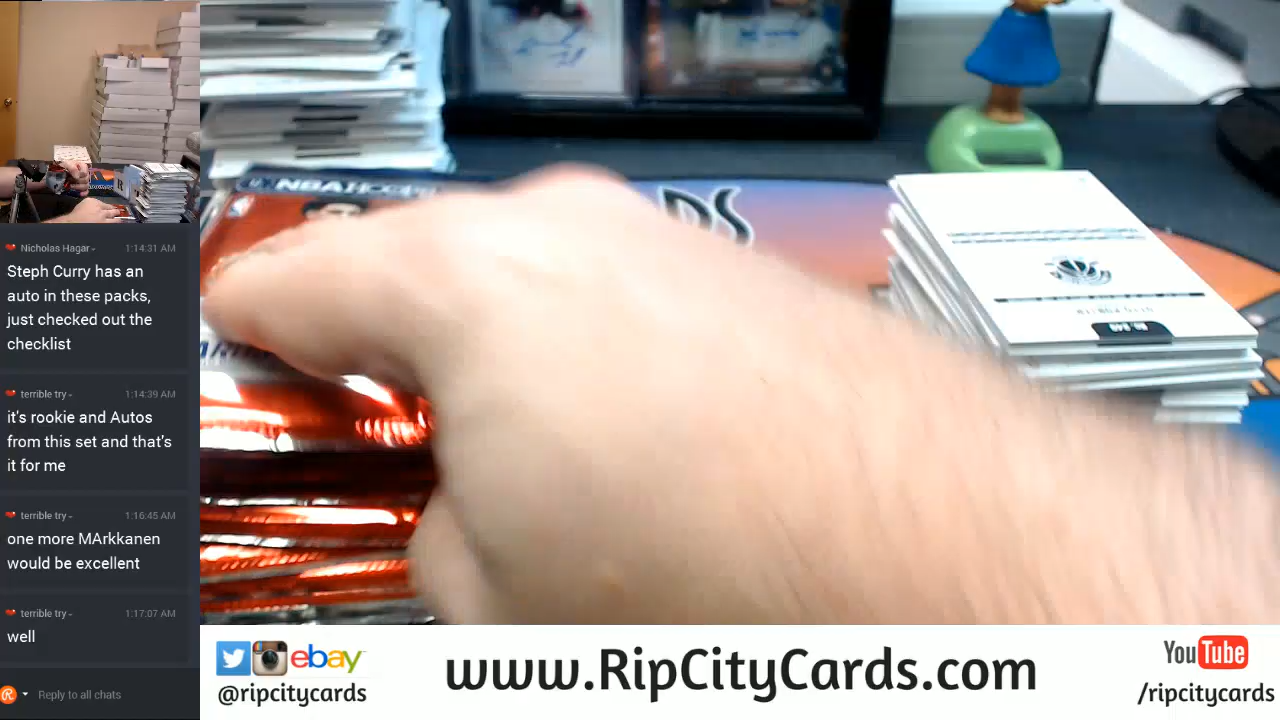 Nicholas Hagar
1:14:31 AM
Steph Curry has an
auto in these packs,
just checked out the
checklist
terrible try
1:14:39 AM
it's rookie and Autos
from this set and that's
it for me
terrible try
1:16:45 AM
one more MArkkanen
would be excellent
terrible try
1:17:07 AM
well
Reply to all chats
NBA HOOPS
DS
ebay
@ripcitycards
www.RipCityCards.com
YouTube
/ripcitycards